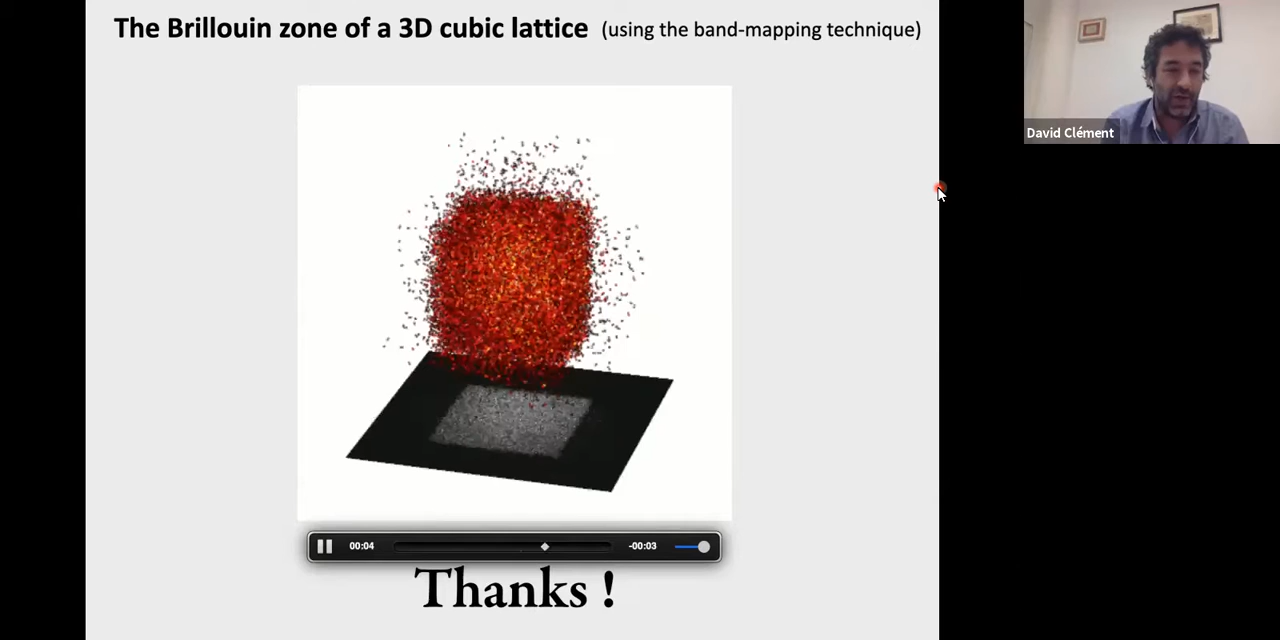 The Brillouin zone of a 3D cubic lattice (using the band-mapping technique)
David Clément
00:04
-00:03
Thanks !